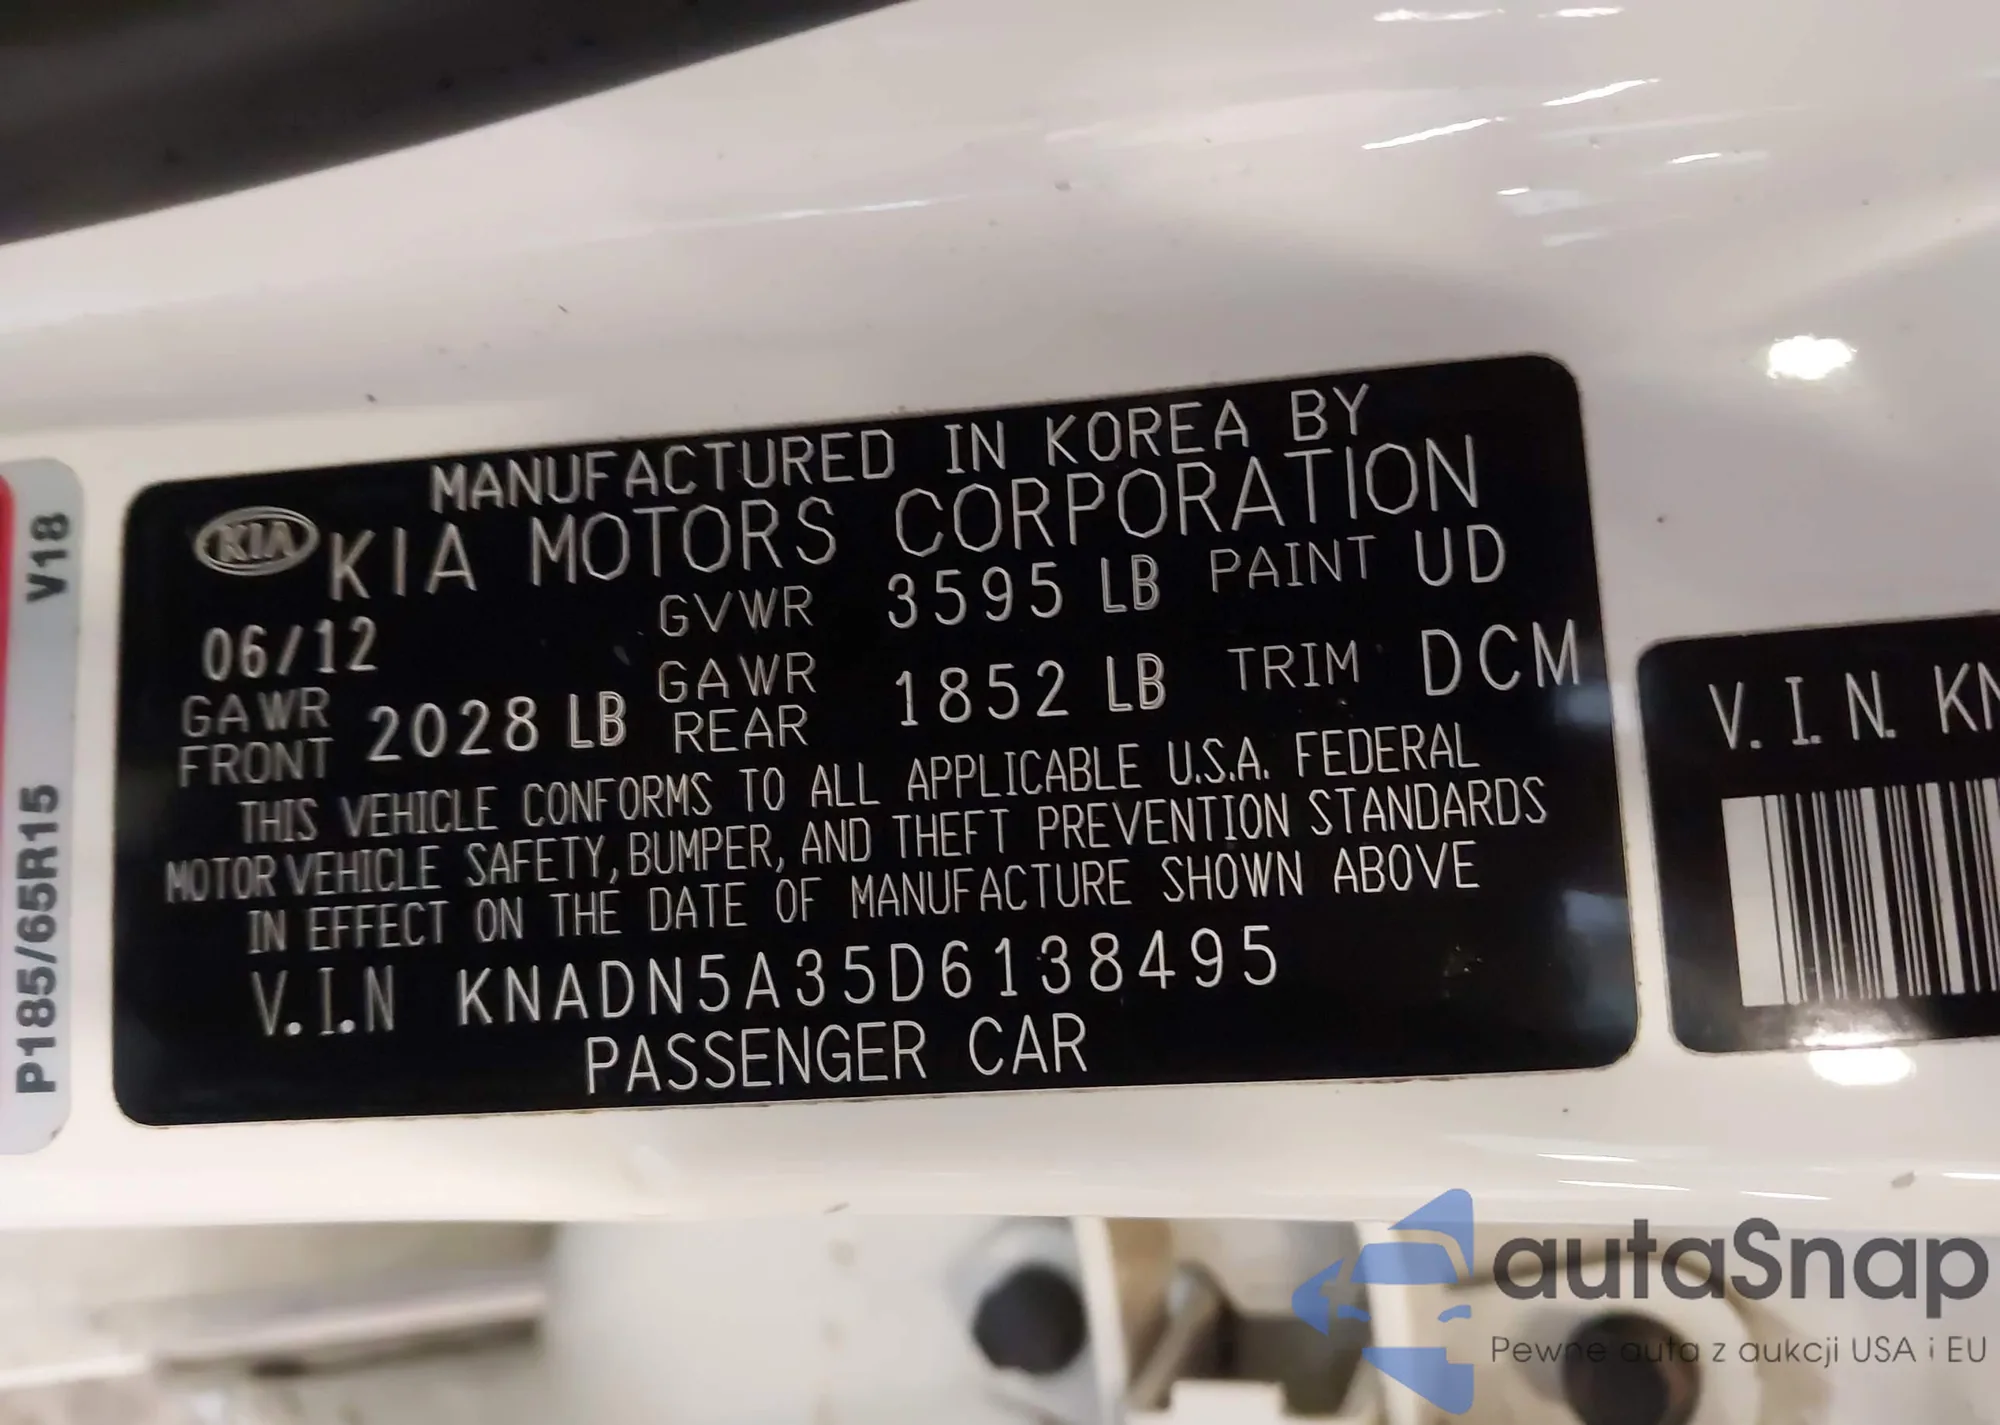 MANUFACTURED IN KOREA BY
KIA KIA MOTORS CORPORATION
06/12 GVWR 3595 LB PAINT UD
GAWR FRONT 2028 LB GAWR REAR 1852 LB TRIM DCM
THIS VEHICLE CONFORMS TO ALL APPLICABLE U.S.A. FEDERAL
MOTOR VEHICLE SAFETY, BUMPER, AND THEFT PREVENTION STANDARDS
IN EFFECT ON THE DATE OF MANUFACTURE SHOWN ABOVE
V.I.N KNADN5A35D6138495
PASSENGER CAR
P185/65R15 V18
V.I.N. KN
autaSnap
Pewne auta z aukcji USA i EU